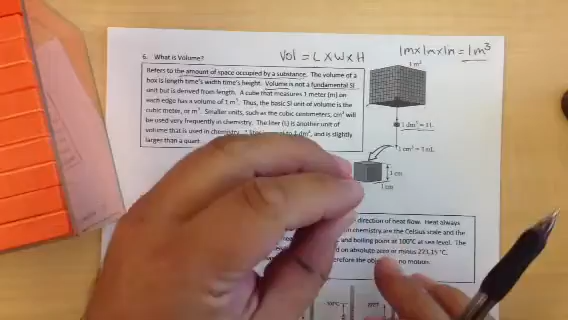 6. What is Volume?
Vol = L X W X H
1m x 1m x 1m = 1m³
Refers to the amount of space occupied by a substance. The volume of a
box is length time's width time's height. Volume is not a fundamental SI
unit but is derived from length. A cube that measures 1 meter (m) on
each edge has a volume of 1 m³. Thus, the basic SI unit of volume is the
cubic meter, or m³. Smaller units, such as the cubic centimeter, cm³ will
be used very frequently in chemistry. The liter (L) is another unit of
volume that is used in chemistry. dm³, and is slightly
larger than a quart.
1 m³
1 dm³ = 1L
1 cm³ = 1 mL
1 cm
1 cm
direction of heat flow. Heat always
in chemistry are the Celsius scale and the
and boiling point at 100°C at sea level. The
on absolute zero or minus 273.15 °C.
no motion.